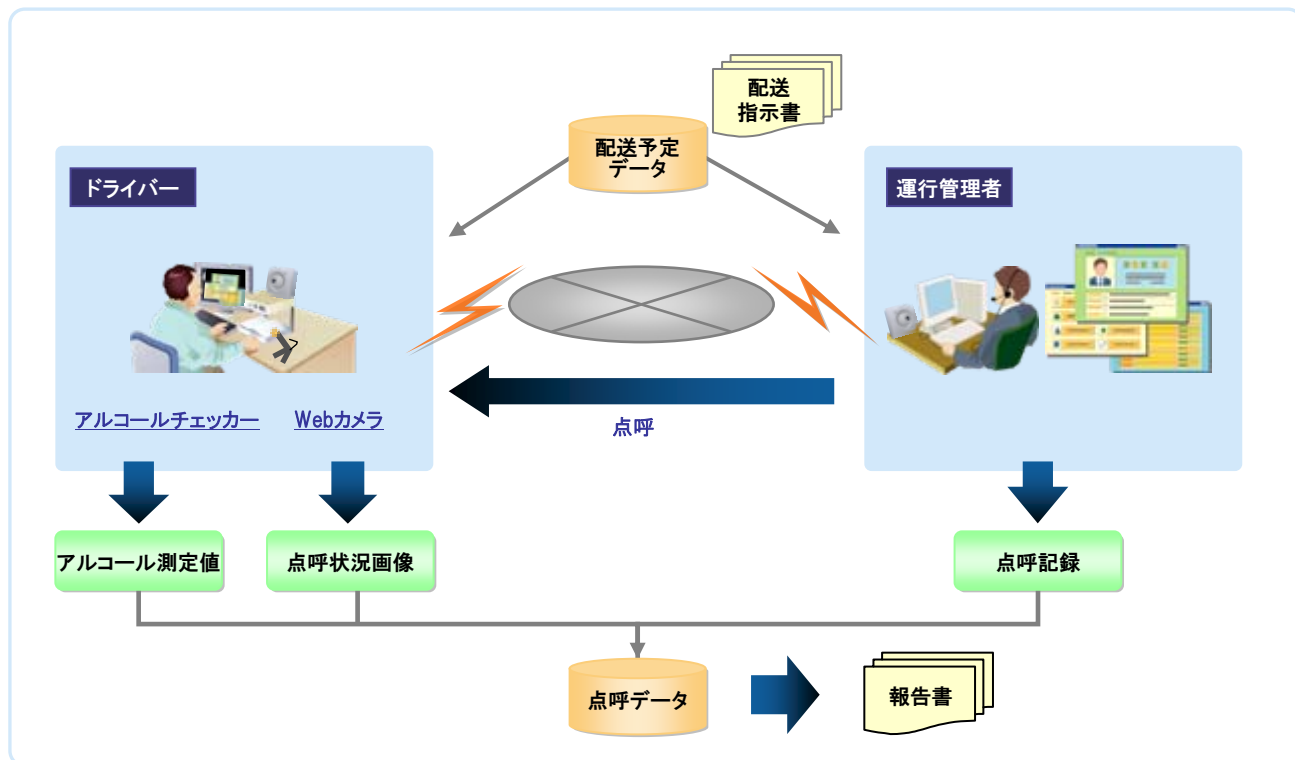 配送
指示書
配送予定
データ
ドライバー
運行管理者
アルコールチェッカー
Webカメラ
点呼
アルコール測定値
点呼状況画像
点呼記録
点呼データ
報告書